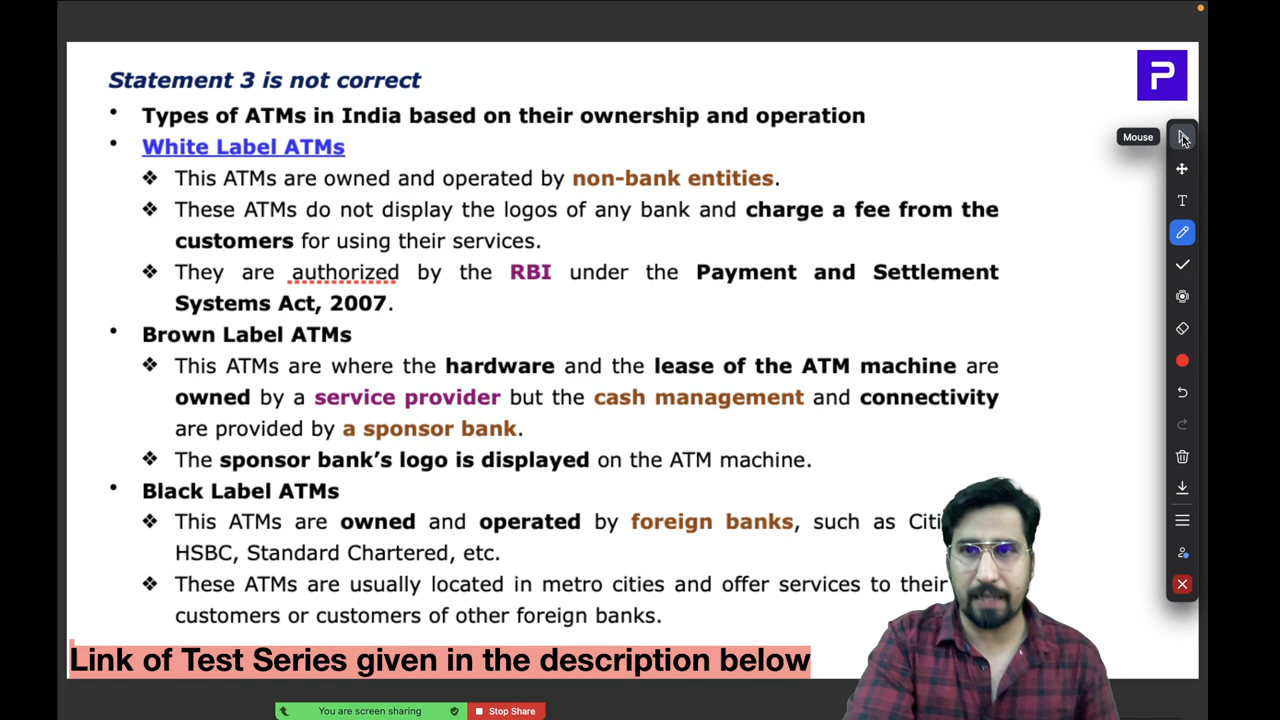 Statement 3 is not correct
P
• Types of ATMs in India based on their ownership and operation
• White Label ATMs
❖ This ATMs are owned and operated by non-bank entities.
❖ These ATMs do not display the logos of any bank and charge a fee from the
customers for using their services.
❖ They are authorized by the RBI under the Payment and Settlement
Systems Act, 2007.
• Brown Label ATMs
❖ This ATMs are where the hardware and the lease of the ATM machine are
owned by a service provider but the cash management and connectivity
are provided by a sponsor bank.
❖ The sponsor bank's logo is displayed on the ATM machine.
• Black Label ATMs
❖ This ATMs are owned and operated by foreign banks, such as
HSBC, Standard Chartered, etc.
❖ These ATMs are usually located in metro cities and offer services to their
customers or customers of other foreign banks.
Link of Test Series given in the description below
Mouse
T
You are screen sharing
Stop Share